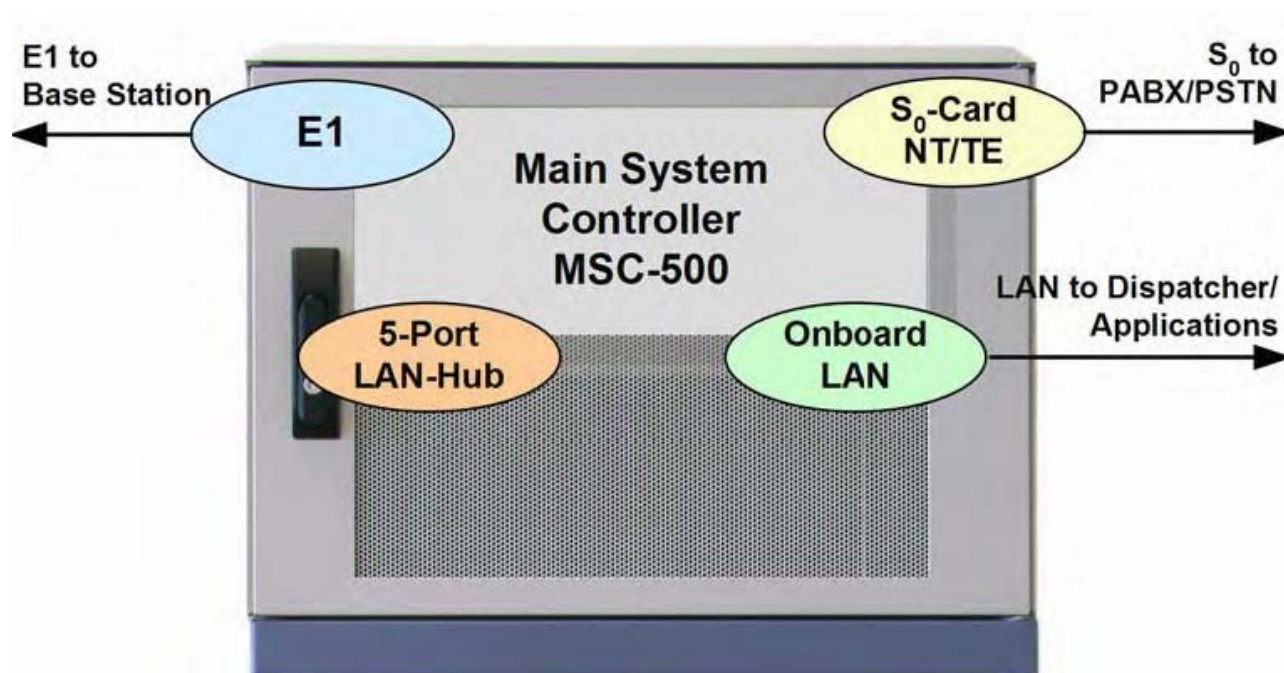 E1 to
Base Station
E1
S₀-Card
NT/TE
S₀ to
PABX/PSTN
Main System
Controller
MSC-500
5-Port
LAN-Hub
Onboard
LAN
LAN to Dispatcher/
Applications